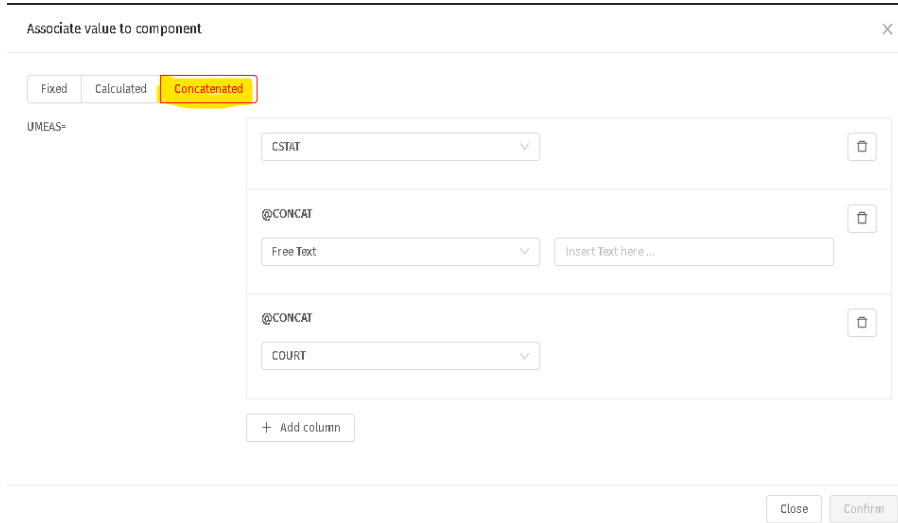 Associate value to component
Fixed Calculated Concatenated
UMEAS=
CSTAT
@CONCAT
Free Text Insert Text here ...
@CONCAT
COURT
+ Add column
Close Confirm